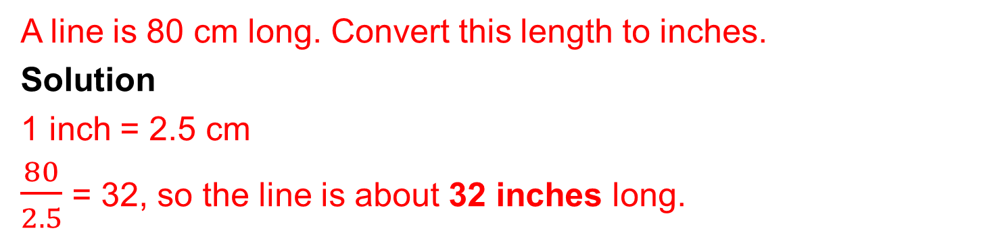 A line is 80 cm long. Convert this length to inches.
Solution
1 inch = 2.5 cm
80/2.5 = 32, so the line is about 32 inches long.